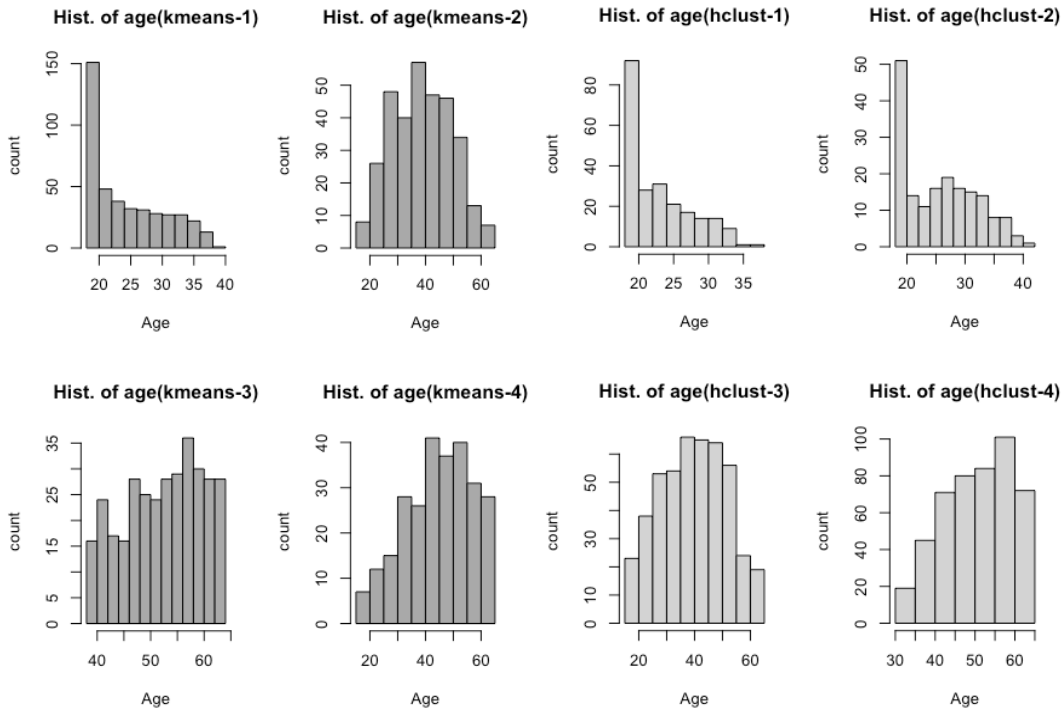 Hist. of age(kmeans-1)
count
0 50 100 150
20 25 30 35 40
Age
Hist. of age(kmeans-2)
count
0 10 20 30 40 50
20 40 60
Age
Hist. of age(hclust-1)
count
0 20 40 60 80
20 25 30 35
Age
Hist. of age(hclust-2)
count
0 10 20 30 40 50
20 30 40
Age
Hist. of age(kmeans-3)
count
0 5 15 25 35
40 50 60
Age
Hist. of age(kmeans-4)
count
0 10 20 30 40
20 40 60
Age
Hist. of age(hclust-3)
count
0 10 30 50
20 40 60
Age
Hist. of age(hclust-4)
count
0 20 40 60 80 100
30 40 50 60
Age